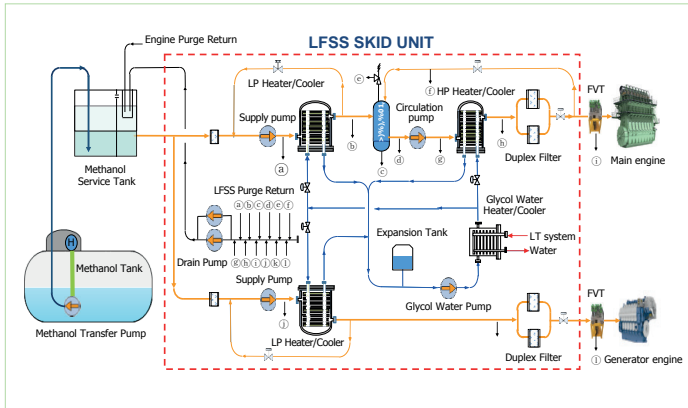 LFSS SKID UNIT
Engine Purge Return
LP Heater/Cooler
ⓔ
ⓕ
HP Heater/Cooler
Circulation
pump
FVT
Supply pump
Methanol
Service Tank
ⓐ
ⓑ
ⓒ
ⓓ
ⓖ
ⓗ
Duplex Filter
ⓘ
Main engine
LFSS Purge Return
ⓐ ⓑ ⓒ ⓓ ⓔ ⓕ
ⓖ ⓗ ⓘ ⓙ ⓚ ⓛ
Drain Pump
Expansion Tank
Glycol Water
Heater/Cooler
LT system
Water
H
Methanol Tank
Methanol Transfer Pump
Supply Pump
ⓙ
LP Heater/Cooler
Glycol Water Pump
FVT
Duplex Filter
ⓛ
Generator engine